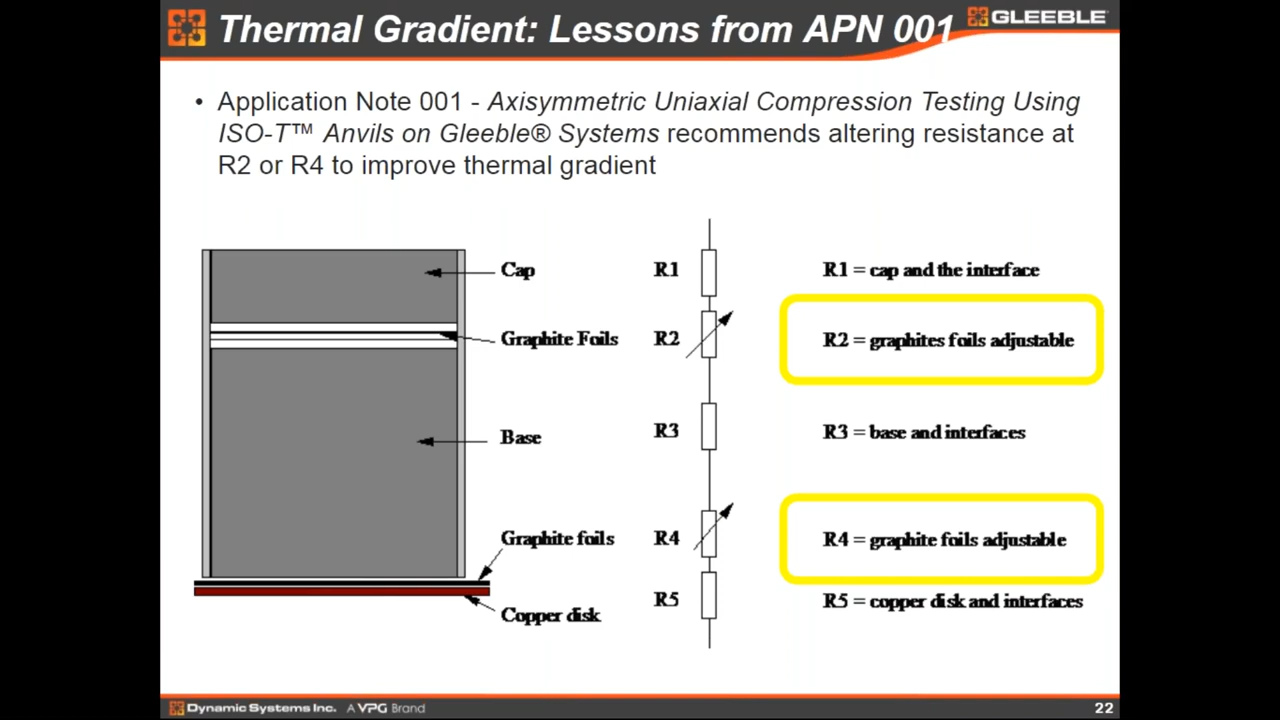 Thermal Gradient: Lessons from APN 001
GLEEBLE®
• Application Note 001 - Axisymmetric Uniaxial Compression Testing Using
ISO-T™ Anvils on Gleeble® Systems recommends altering resistance at
R2 or R4 to improve thermal gradient
Cap
R1
R1 = cap and the interface
Graphite Foils
R2
R2 = graphites foils adjustable
Base
R3
R3 = base and interfaces
Graphite foils
R4
R4 = graphite foils adjustable
Copper disk
R5
R5 = copper disk and interfaces
Dynamic Systems Inc. A VPG Brand
22